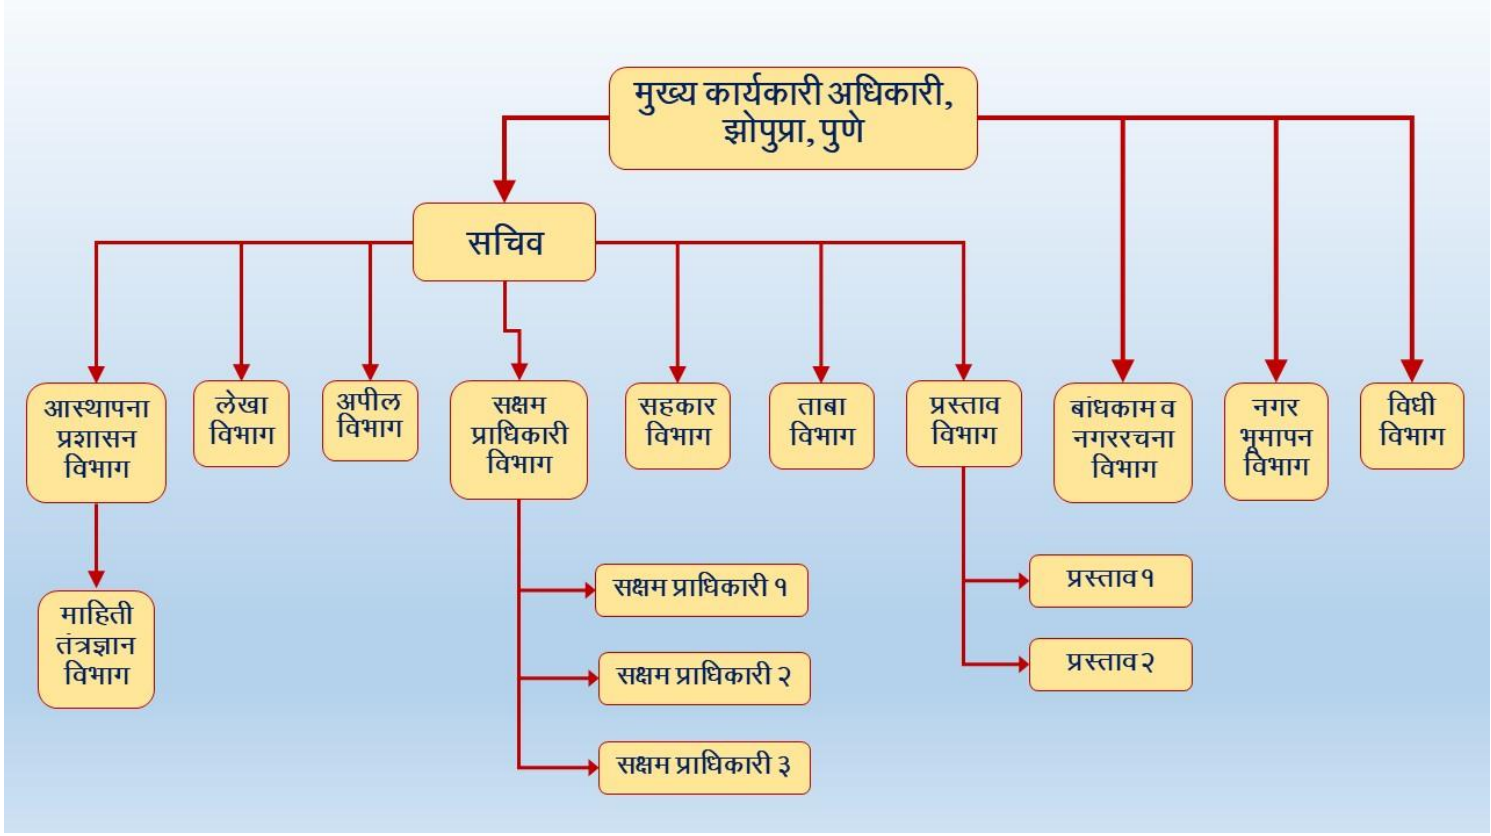 मुख्य कार्यकारी अधिकारी,
झोपुप्रा, पुणे
सचिव
आस्थापना
प्रशासन
विभाग
लेखा
विभाग
अपील
विभाग
सक्षम
प्राधिकारी
विभाग
सहकार
विभाग
ताबा
विभाग
प्रस्ताव
विभाग
बांधकाम व
नगररचना
विभाग
नगर
भूमापन
विभाग
विधी
विभाग
माहिती
तंत्रज्ञान
विभाग
सक्षम प्राधिकारी १
सक्षम प्राधिकारी २
सक्षम प्राधिकारी ३
प्रस्ताव १
प्रस्ताव २